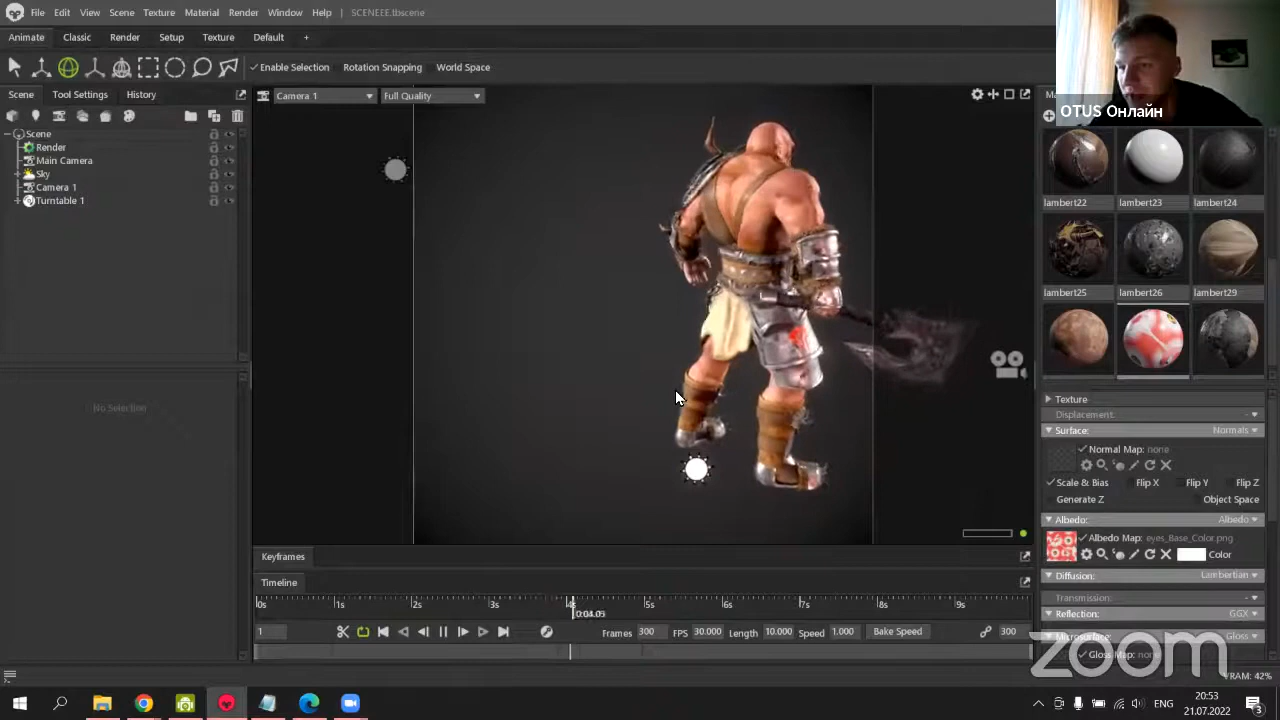 File Edit View Scene Texture Material Render Window Help SCENEEE.tbscene
Animate Classic Render Setup Texture Default +
Enable Selection Rotation Snapping World Space
Scene Tool Settings History
Camera 1 Full Quality
OTUS Онлайн
Scene
Render
Main Camera
Sky
Camera 1
Turntable 1
lambert22 lambert23 lambert24
lambert25 lambert26 lambert29
No Selection
Texture
Displacement:
Surface: Normals
Normal Map: none
Scale & Bias Flip X Flip Y Flip Z
Generate Z Object Space
Albedo: Albedo
Albedo Map: eyes_Base_Color.png
Color
Diffusion: Lambertian
Transmission:
Reflection: GGX
Microsurface: Gloss
Gloss Map: none
Keyframes
Timeline
0s 1s 2s 3s 4s 5s 6s 7s 8s 9s
0:04.03
1 Frames 300 FPS 30.000 Length 10.000 Speed 1.000 Bake Speed 300
zoom
VRAM: 42%
ENG
20:53
21.07.2022
3